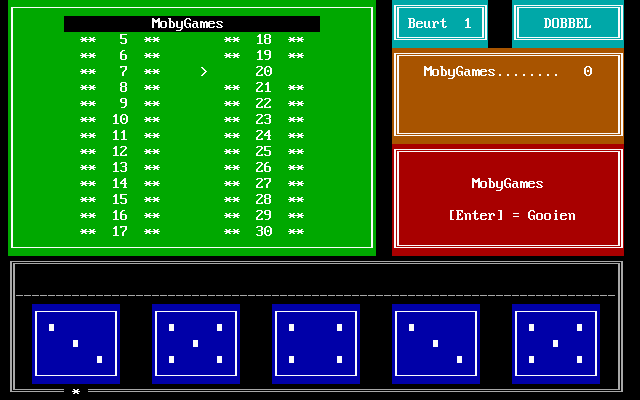 MobyGames
** 5 ** ** 18 **
** 6 ** ** 19 **
** 7 ** > 20
** 8 ** ** 21 **
** 9 ** ** 22 **
** 10 ** ** 23 **
** 11 ** ** 24 **
** 12 ** ** 25 **
** 13 ** ** 26 **
** 14 ** ** 27 **
** 15 ** ** 28 **
** 16 ** ** 29 **
** 17 ** ** 30 **
Beurt 1
DOBBEL
MobyGames........ 0
MobyGames
[Enter] = Gooien
*